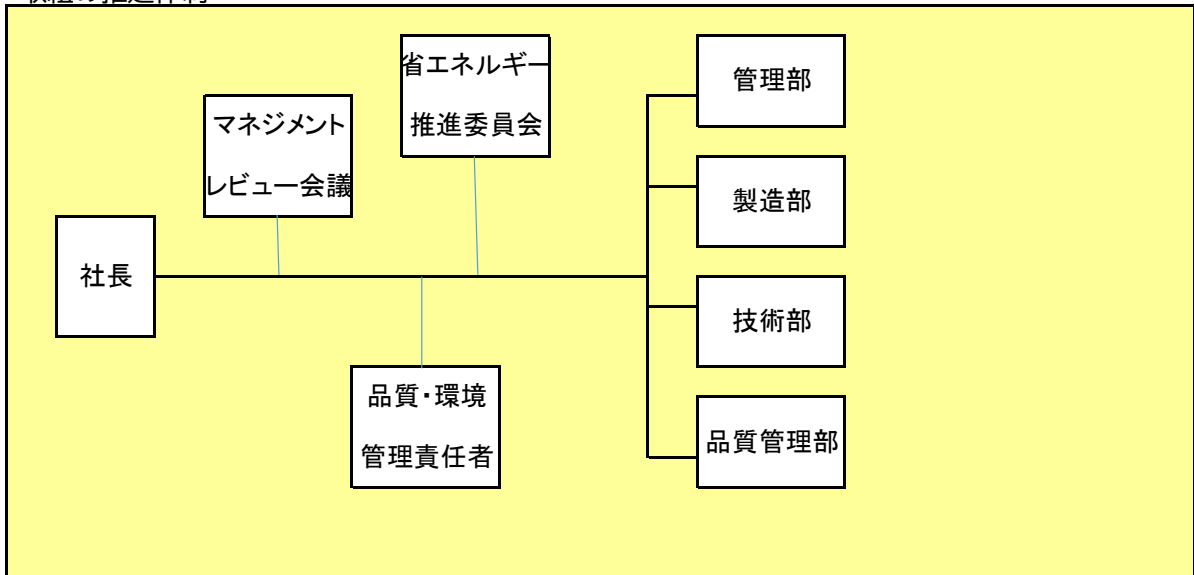 省エネルギー
推進委員会
管理部
マネジメント
レビュー会議
製造部
社長
技術部
品質・環境
管理責任者
品質管理部